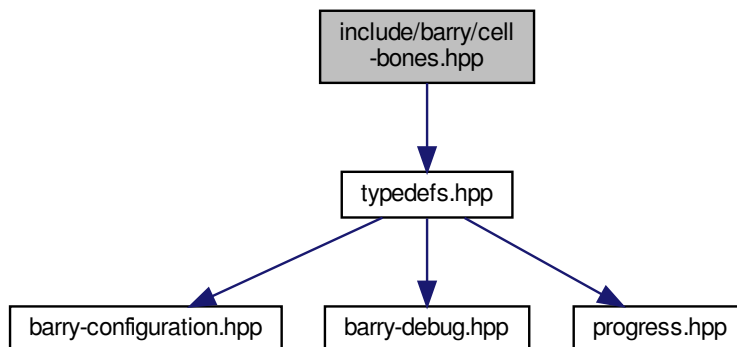 include/barry/cell
-bones.hpp
typedefs.hpp
barry-configuration.hpp
barry-debug.hpp
progress.hpp